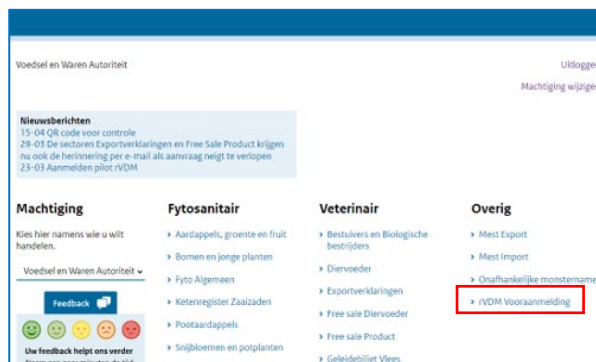 Voedsel en Waren Autoriteit
Machtiging wijzige
Nieuwsberichten
15-04 QR code voor controle
29-03 De sectoren Exportverklaringen en Free Sale Product krijgen
nu ook de herinnering per e-mail als aanvraag neigt te verlopen
23-03 Aanmelden pilot rVDM
Machtiging
Kies hier namens wie u wilt
handelen.
Voedsel en Waren Autoriteit
Feedback
Uw feedback helpt ons verder
Fytosanitair
Aardappels, groente en fruit
Bomen en jonge planten
Fyto Algemeen
Ketenregister Zaaizaden
Pootaardappels
Snijbloemen en potplanten
Veterinair
Bestuivers en Biologische
bestrijders
Diervoeder
Exportverklaringen
Free sale Diervoeder
Free sale Product
Geleidebiljet Vlees
Overig
Mest Export
Mest Import
Onafhankelijke monstername
rVDM Vooraanmelding